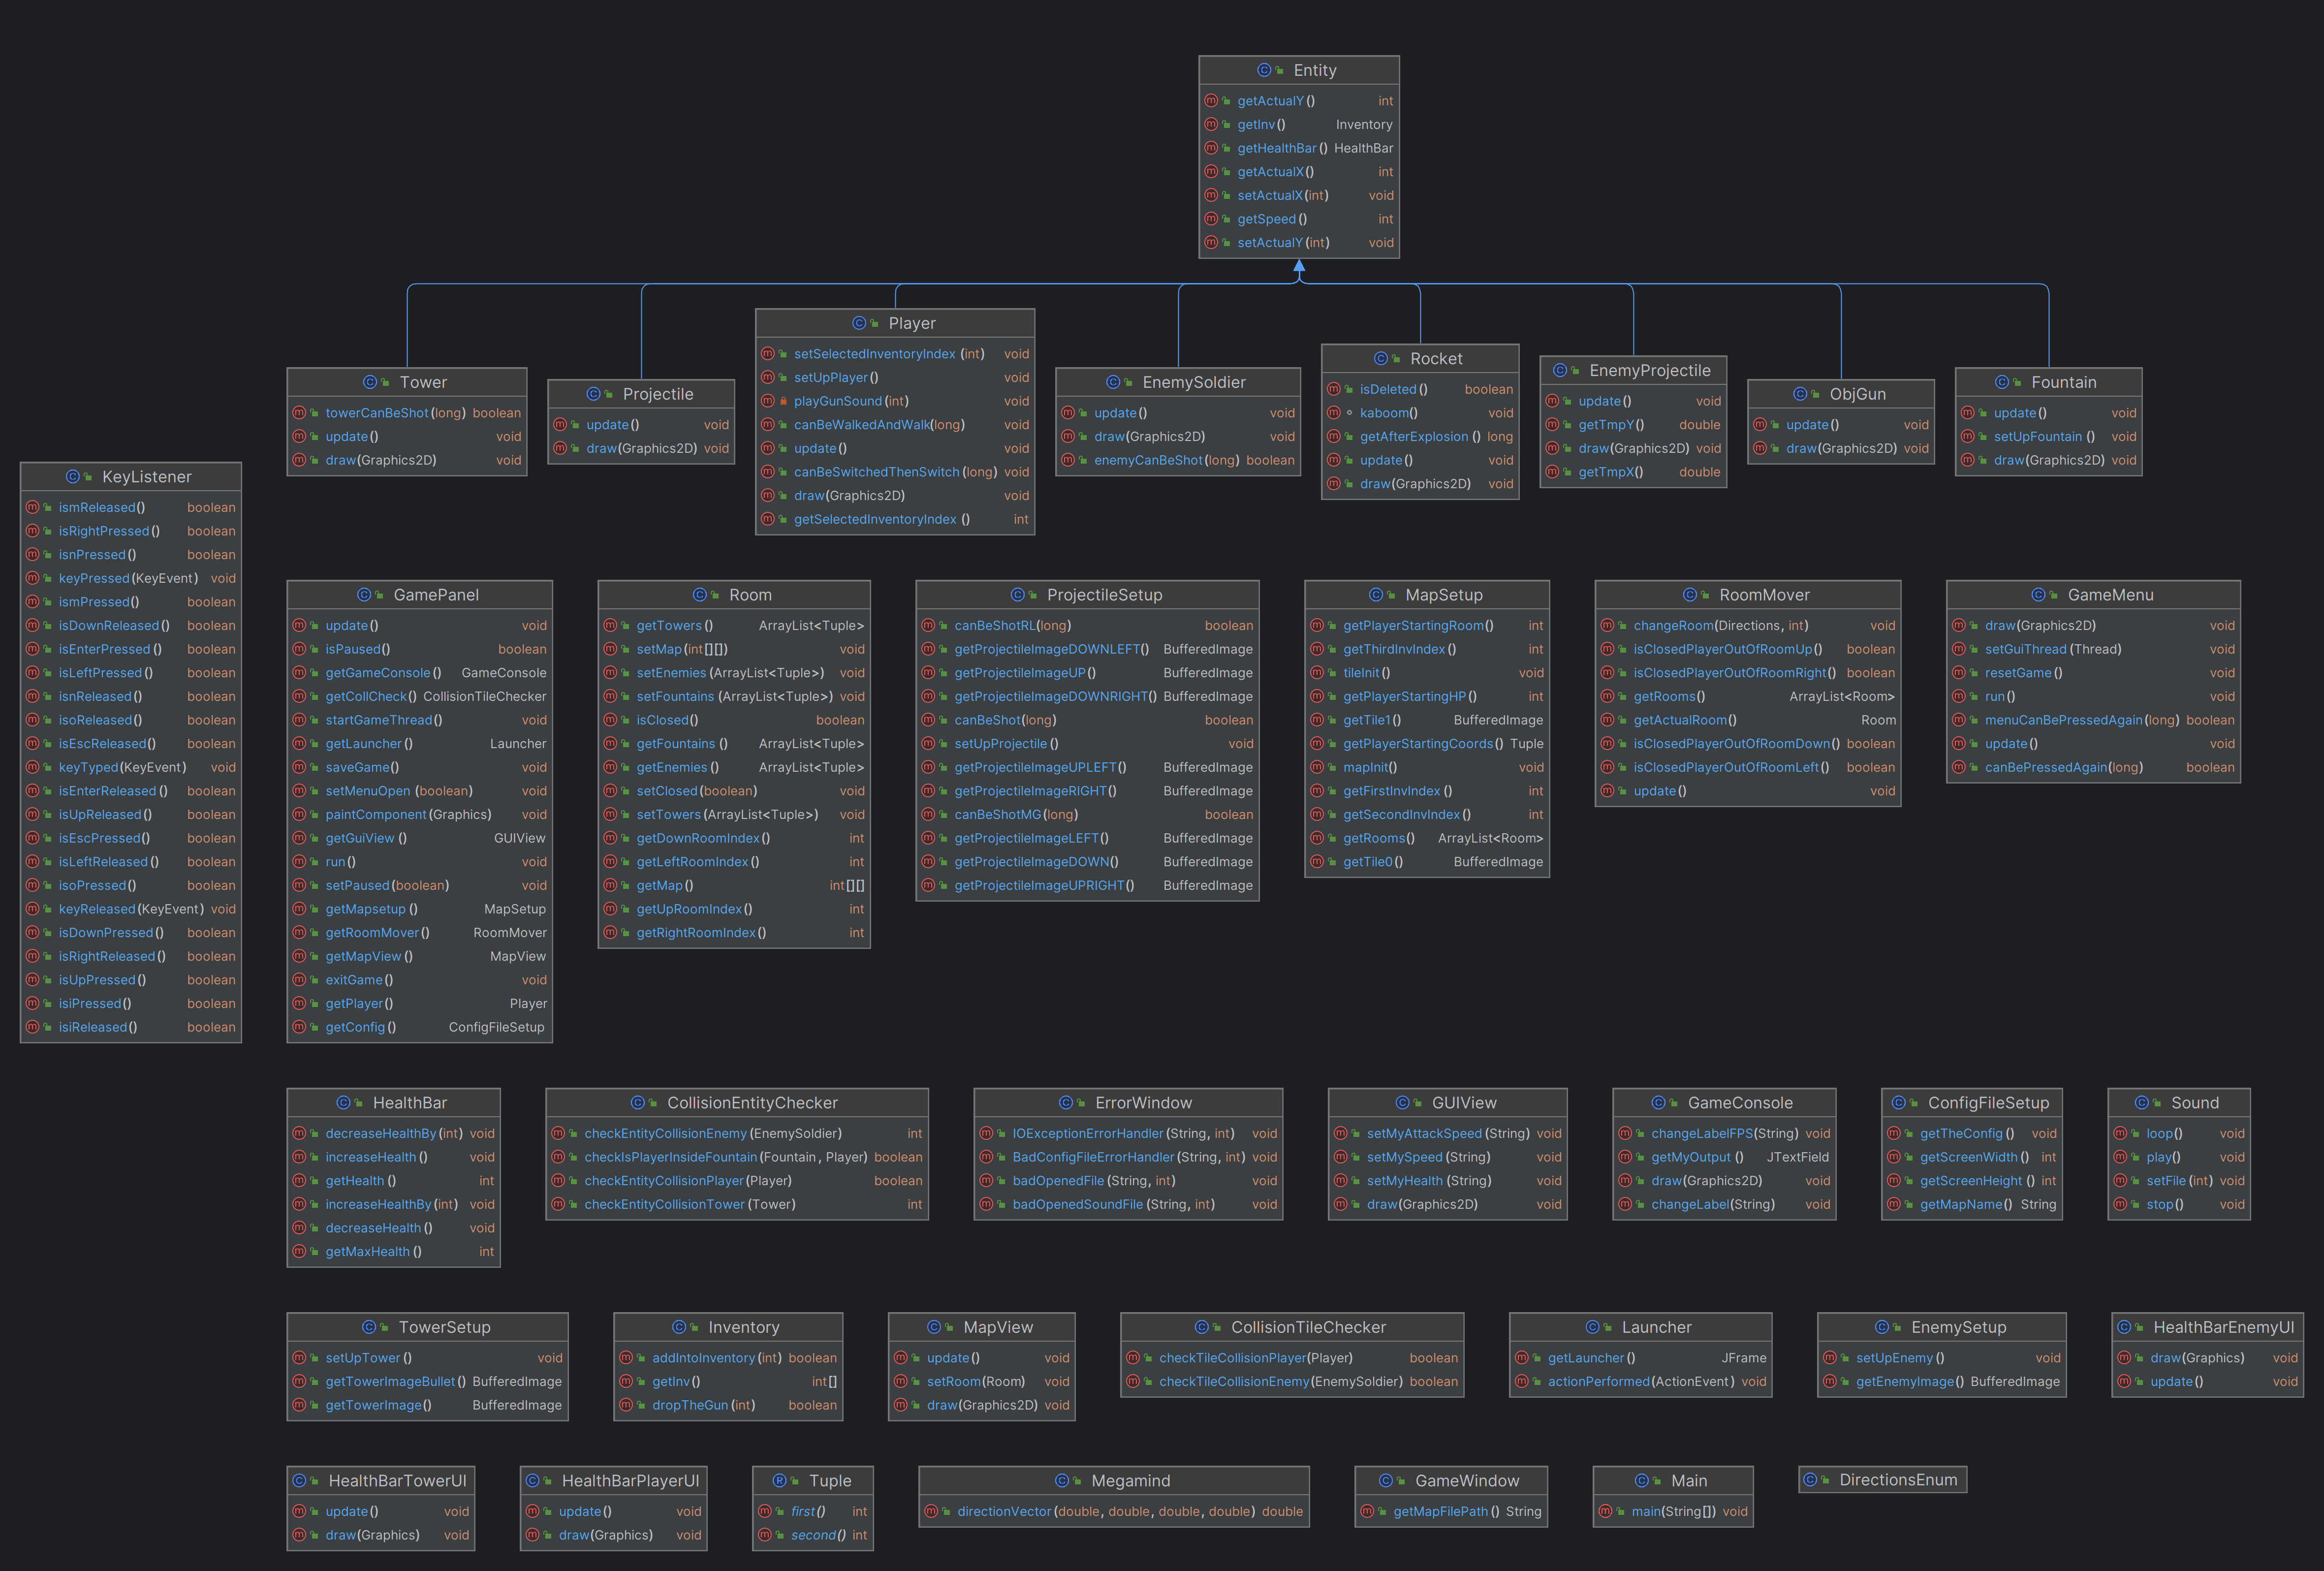 Entity
getActualY() int
getInv() Inventory
getHealthBar() HealthBar
getActualX() int
setActualX(int) void
getSpeed() int
setActualY(int) void
Tower
towerCanBeShot(long) boolean
update() void
draw(Graphics2D) void
Projectile
update() void
draw(Graphics2D) void
Player
setSelectedInventoryIndex (int) void
setUpPlayer() void
playGunSound(int) void
canBeWalkedAndWalk(long) void
update() void
canBeSwitchedThenSwitch(long) void
draw(Graphics2D) void
getSelectedInventoryIndex () int
EnemySoldier
update() void
draw(Graphics2D) void
enemyCanBeShot(long) boolean
Rocket
isDeleted() boolean
kaboom() void
getAfterExplosion () long
update() void
draw(Graphics2D) void
EnemyProjectile
update() void
getTmpY() double
draw(Graphics2D) void
getTmpX() double
ObjGun
update() void
draw(Graphics2D) void
Fountain
update() void
setUpFountain () void
draw(Graphics2D) void
KeyListener
ismReleased() boolean
isRightPressed() boolean
isnPressed() boolean
keyPressed(KeyEvent) void
ismPressed() boolean
isDownReleased() boolean
isEnterPressed() boolean
isLeftPressed() boolean
isnReleased() boolean
isoReleased() boolean
isEscReleased() boolean
keyTyped(KeyEvent) void
isEnterReleased() boolean
isUpReleased() boolean
isEscPressed() boolean
isLeftReleased() boolean
isoPressed() boolean
keyReleased(KeyEvent) void
isDownPressed() boolean
isRightReleased() boolean
isUpPressed() boolean
isiPressed() boolean
isiReleased() boolean
GamePanel
update() void
isPaused() boolean
getGameConsole() GameConsole
getCollCheck() CollisionTileChecker
startGameThread() void
getLauncher() Launcher
saveGame() void
setMenuOpen (boolean) void
paintComponent(Graphics) void
getGuiView () GUIView
run() void
setPaused(boolean) void
getMapsetup () MapSetup
getRoomMover() RoomMover
getMapView () MapView
exitGame() void
getPlayer() Player
getConfig() ConfigFileSetup
Room
getTowers () ArrayList<Tuple>
setMap(int[][]) void
setEnemies (ArrayList<Tuple>) void
setFountains (ArrayList<Tuple>) void
isClosed() boolean
getFountains () ArrayList<Tuple>
getEnemies () ArrayList<Tuple>
setClosed(boolean) void
setTowers(ArrayList<Tuple>) void
getDownRoomIndex() int
getLeftRoomIndex() int
getMap() int[][]
getUpRoomIndex() int
getRightRoomIndex() int
ProjectileSetup
canBeShotRL(long) boolean
getProjectileImageDOWNLEFT() BufferedImage
getProjectileImageUP() BufferedImage
getProjectileImageDOWNRIGHT() BufferedImage
canBeShot(long) boolean
setUpProjectile () void
getProjectileImageUPLEFT() BufferedImage
getProjectileImageRIGHT() BufferedImage
canBeShotMG(long) boolean
getProjectileImageLEFT() BufferedImage
getProjectileImageDOWN() BufferedImage
getProjectileImageUPRIGHT() BufferedImage
MapSetup
getPlayerStartingRoom() int
getThirdInvIndex() int
tileInit() void
getPlayerStartingHP() int
getTile1() BufferedImage
getPlayerStartingCoords() Tuple
mapInit() void
getFirstInvIndex () int
getSecondInvIndex() int
getRooms() ArrayList<Room>
getTile0() BufferedImage
RoomMover
changeRoom(Directions, int) void
isClosedPlayerOutOfRoomUp() boolean
isClosedPlayerOutOfRoomRight() boolean
getRooms() ArrayList<Room>
getActualRoom() Room
isClosedPlayerOutOfRoomDown() boolean
isClosedPlayerOutOfRoomLeft() boolean
update() void
GameMenu
draw(Graphics2D) void
setGuiThread(Thread) void
resetGame() void
run() void
menuCanBePressedAgain(long) boolean
update() void
canBePressedAgain(long) boolean
HealthBar
decreaseHealthBy(int) void
increaseHealth () void
getHealth () int
increaseHealthBy(int) void
decreaseHealth () void
getMaxHealth () int
CollisionEntityChecker
checkEntityCollisionEnemy(EnemySoldier) int
checkIsPlayerInsideFountain(Fountain, Player) boolean
checkEntityCollisionPlayer(Player) boolean
checkEntityCollisionTower (Tower) int
ErrorWindow
IOExceptionErrorHandler(String, int) void
BadConfigFileErrorHandler(String, int) void
badOpenedFile (String, int) void
badOpenedSoundFile (String, int) void
GUIView
setMyAttackSpeed(String) void
setMySpeed(String) void
setMyHealth (String) void
draw(Graphics2D) void
GameConsole
changeLabelFPS(String) void
getMyOutput () JTextField
draw(Graphics2D) void
changeLabel(String) void
ConfigFileSetup
getTheConfig() void
getScreenWidth () int
getScreenHeight () int
getMapName() String
Sound
loop() void
play() void
setFile(int) void
stop() void
TowerSetup
setUpTower () void
getTowerImageBullet() BufferedImage
getTowerImage() BufferedImage
Inventory
addIntoInventory(int) boolean
getInv() int[]
dropTheGun(int) boolean
MapView
update() void
setRoom(Room) void
draw(Graphics2D) void
CollisionTileChecker
checkTileCollisionPlayer(Player) boolean
checkTileCollisionEnemy(EnemySoldier) boolean
Launcher
getLauncher() JFrame
actionPerformed(ActionEvent) void
EnemySetup
setUpEnemy() void
getEnemyImage() BufferedImage
HealthBarEnemyUI
draw(Graphics) void
update() void
HealthBarTowerUI
update() void
draw(Graphics) void
HealthBarPlayerUI
update() void
draw(Graphics) void
Tuple
first() int
second() int
Megamind
directionVector(double, double, double, double) double
GameWindow
getMapFilePath() String
Main
main(String[]) void
DirectionsEnum